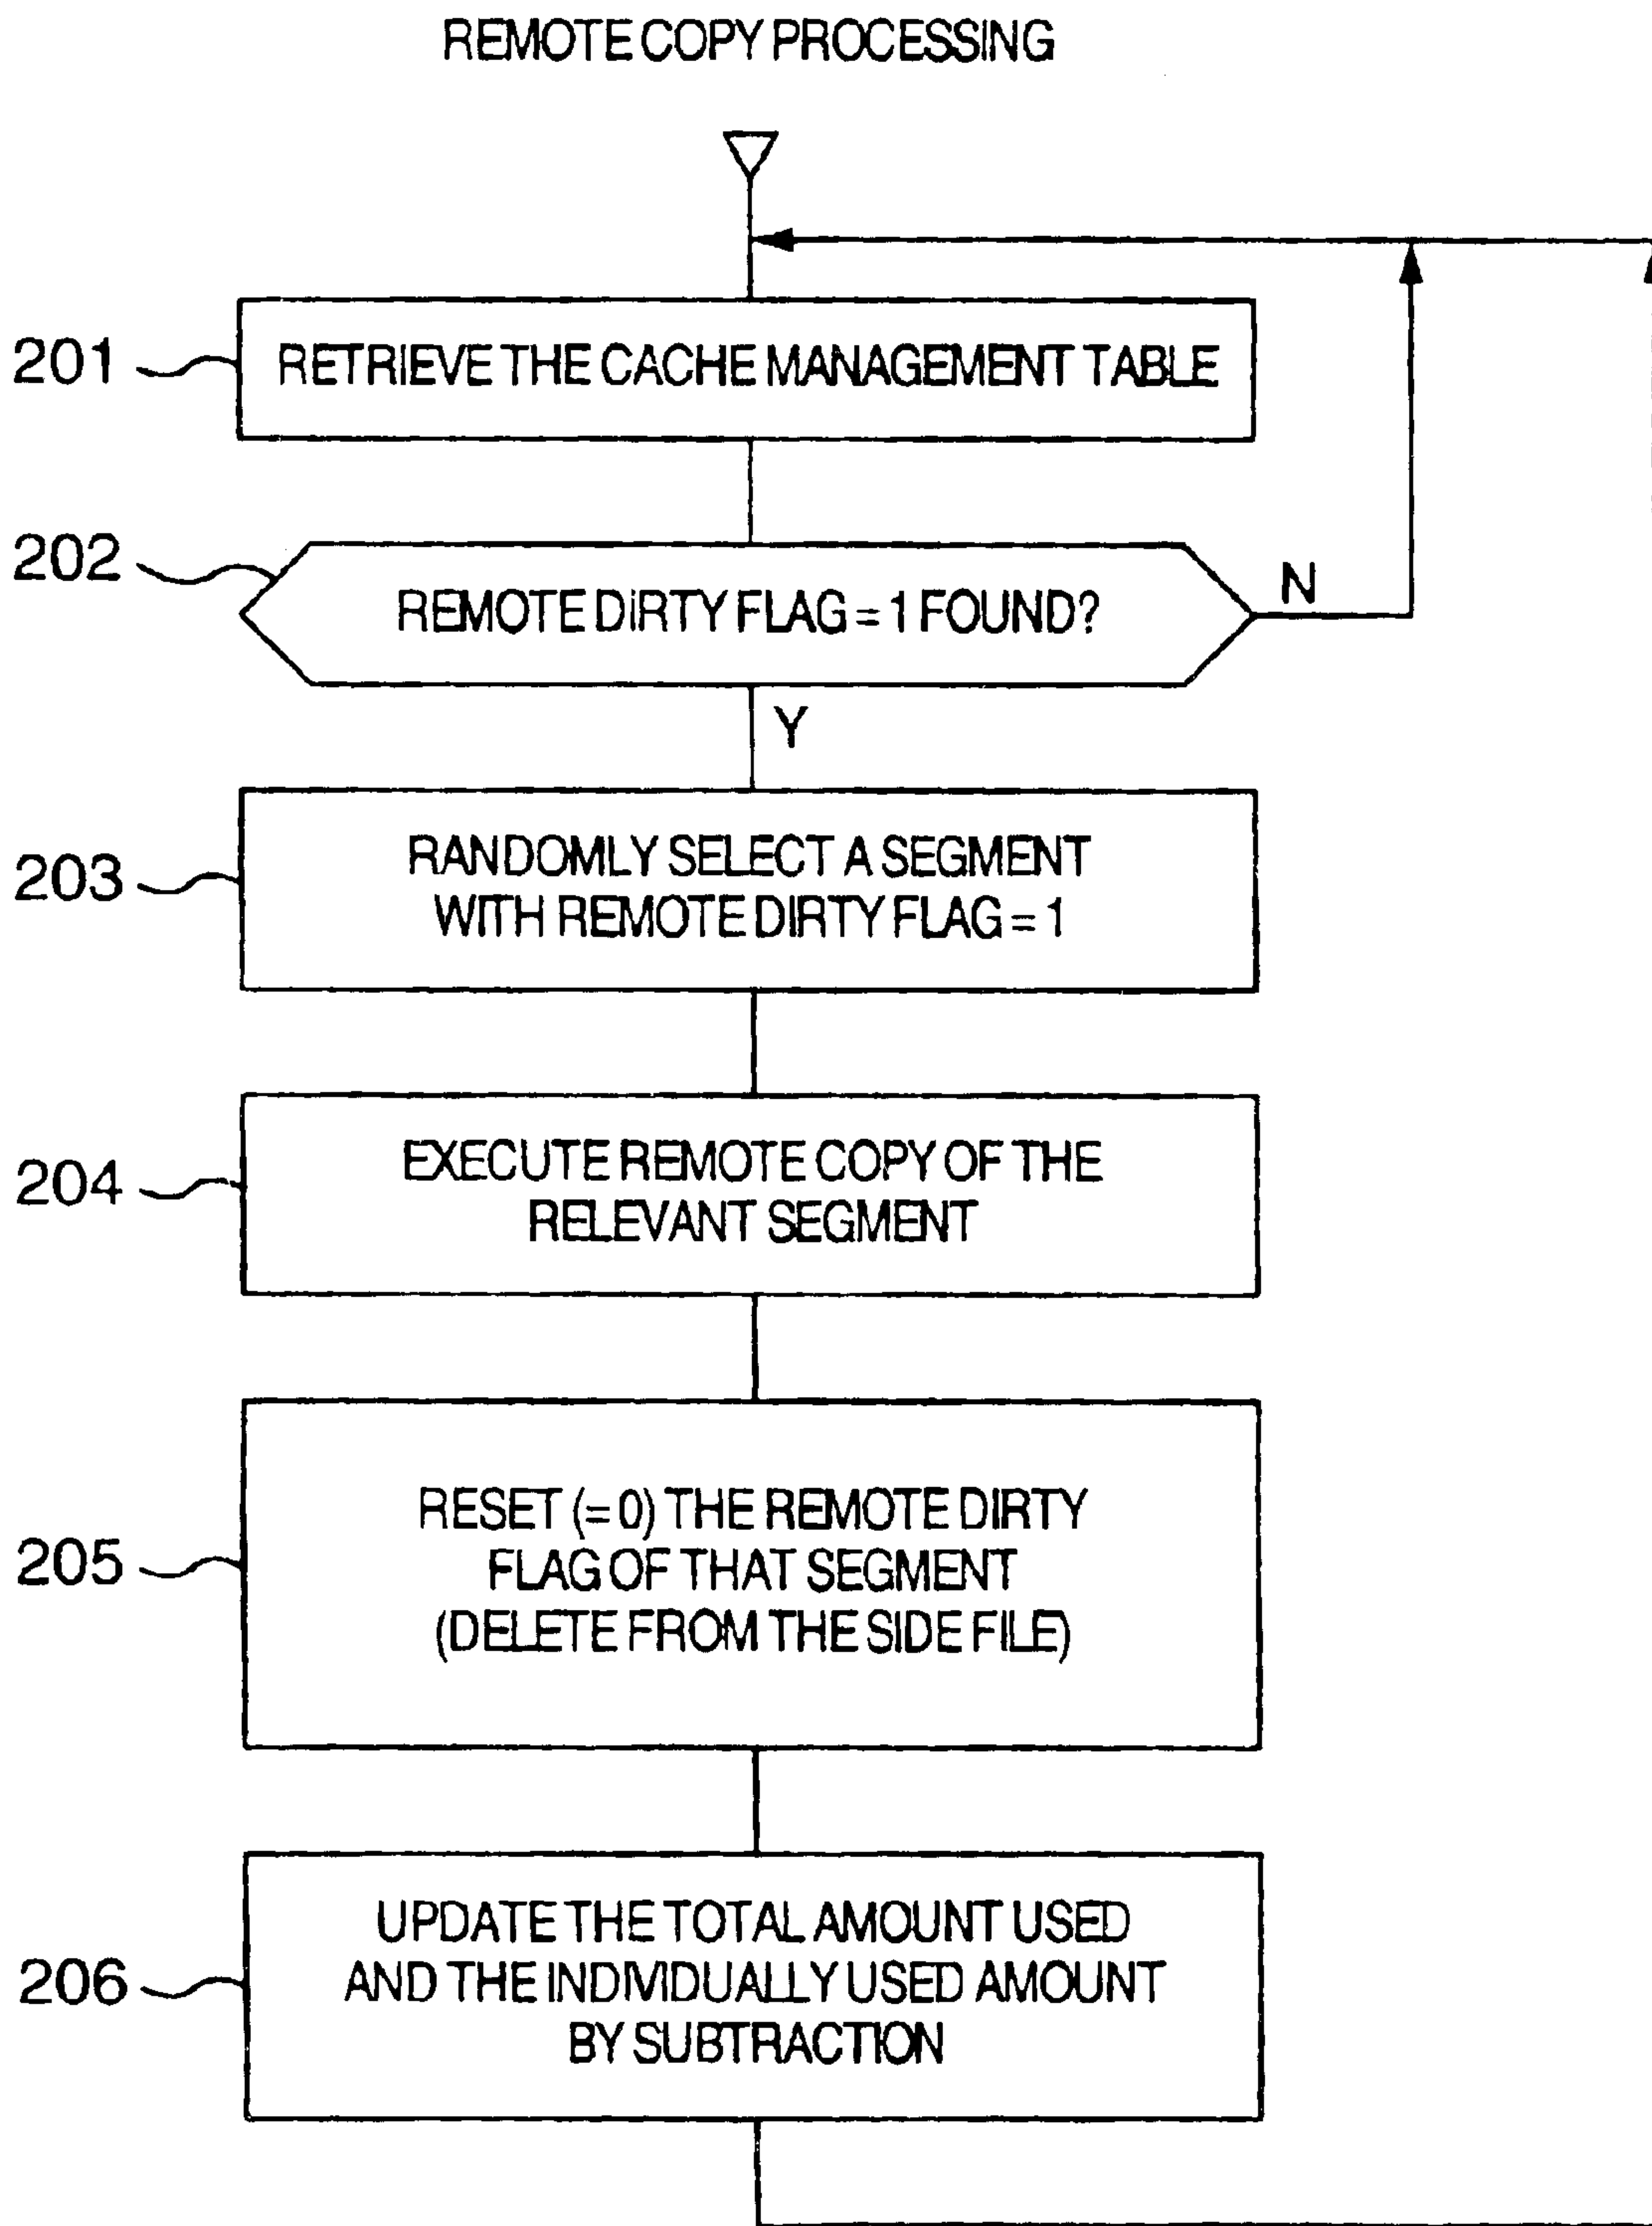 REMOTE COPY PROCESSING
201
RETRIEVE THE CACHE MANAGEMENT TABLE
202
REMOTE DIRTY FLAG = 1 FOUND?
N
Y
203
RANDOMLY SELECT A SEGMENT
WITH REMOTE DIRTY FLAG = 1
204
EXECUTE REMOTE COPY OF THE
RELEVANT SEGMENT
205
RESET (= 0) THE REMOTE DIRTY
FLAG OF THAT SEGMENT
(DELETE FROM THE SIDE FILE)
206
UPDATE THE TOTAL AMOUNT USED
AND THE INDIVIDUALLY USED AMOUNT
BY SUBTRACTION